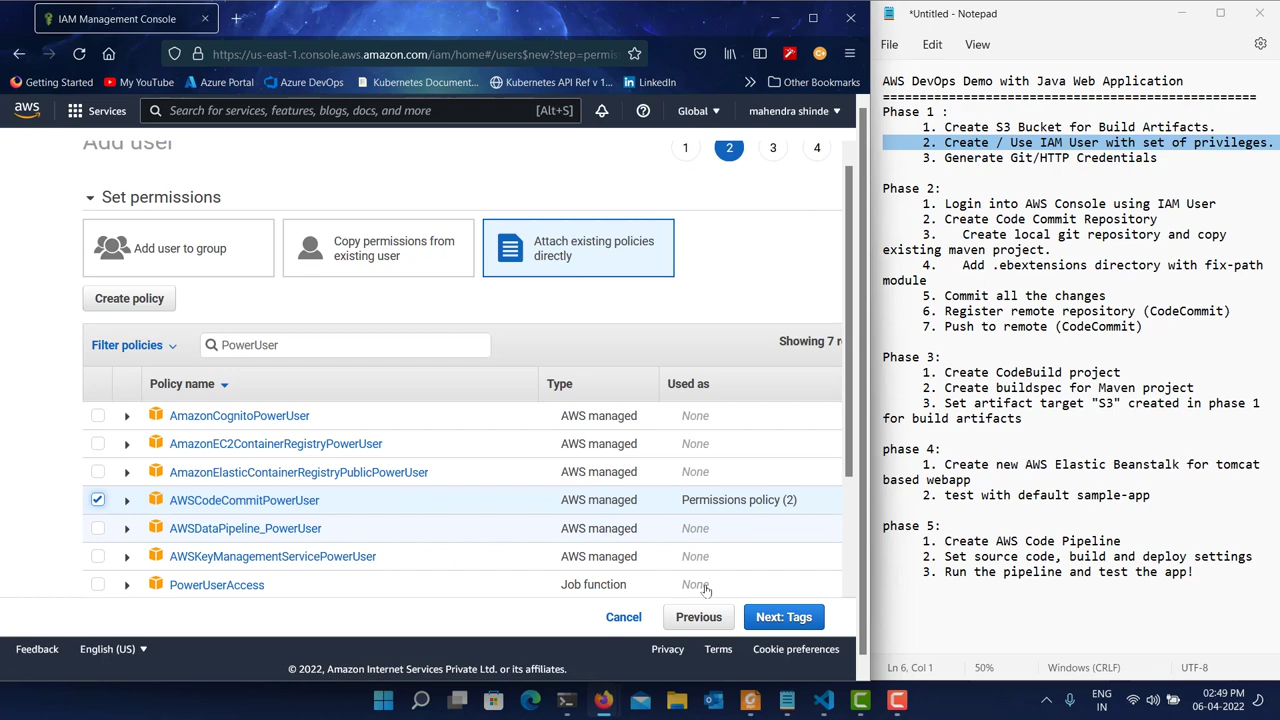 IAM Management Console
https://us-east-1.console.aws.amazon.com/iam/home#/users$new?step=permis
Getting Started
My YouTube
Azure Portal
Azure DevOps
Kubernetes Documen...
Kubernetes API Ref v 1...
LinkedIn
Other Bookmarks
aws
Services
Search for services, features, blogs, docs, and more
[Alt+S]
Global
mahendra shinde
Add user
1
2
3
4
Set permissions
Add user to group
Copy permissions from
existing user
Attach existing policies
directly
Create policy
Filter policies
PowerUser
Showing 7 r
Policy name
Type
Used as
AmazonCognitoPowerUser AWS managed None
AmazonEC2ContainerRegistryPowerUser AWS managed None
AmazonElasticContainerRegistryPublicPowerUser AWS managed None
AWSCodeCommitPowerUser AWS managed Permissions policy (2)
AWSDataPipeline_PowerUser AWS managed None
AWSKeyManagementServicePowerUser AWS managed None
PowerUserAccess Job function None
Cancel
Previous
Next: Tags
Feedback
English (US)
Privacy
Terms
Cookie preferences
© 2022, Amazon Internet Services Private Ltd. or its affiliates.
*Untitled - Notepad
File
Edit
View
AWS DevOps Demo with Java Web Application
===================================================
Phase 1 :
1. Create S3 Bucket for Build Artifacts.
2. Create / Use IAM User with set of privileges.
3. Generate Git/HTTP Credentials
Phase 2:
1. Login into AWS Console using IAM User
2. Create Code Commit Repository
3. Create local git repository and copy
existing maven project.
4. Add .ebextensions directory with fix-path
module
5. Commit all the changes
6. Register remote repository (CodeCommit)
7. Push to remote (CodeCommit)
Phase 3:
1. Create CodeBuild project
2. Create buildspec for Maven project
3. Set artifact target "S3" created in phase 1
for build artifacts
phase 4:
1. Create new AWS Elastic Beanstalk for tomcat
based webapp
2. test with default sample-app
phase 5:
1. Create AWS Code Pipeline
2. Set source code, build and deploy settings
3. Run the pipeline and test the app!
Ln 6, Col 1
50%
Windows (CRLF)
UTF-8
ENG
IN
02:49 PM
06-04-2022